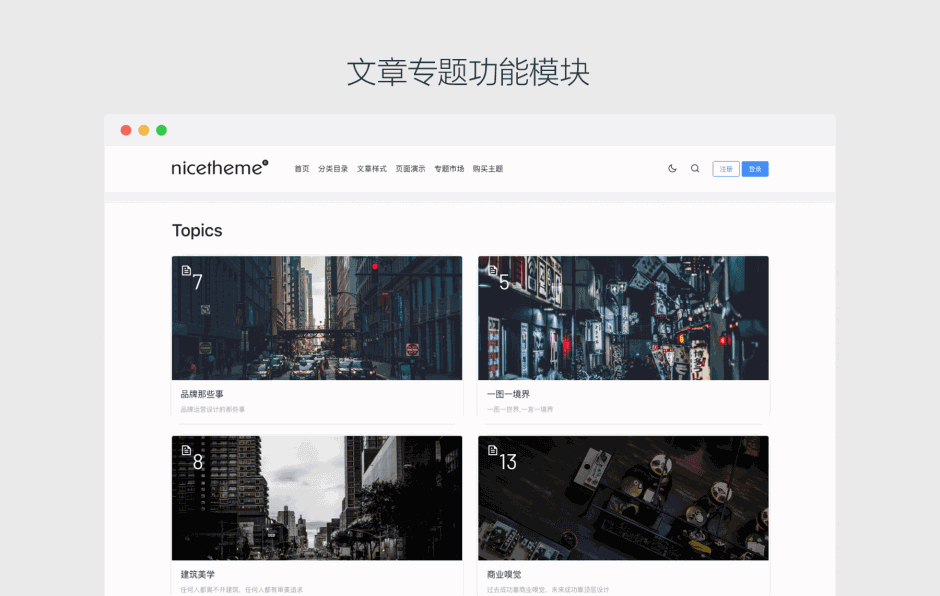 文章专题功能模块
nicetheme
首页 分类目录 文章样式 页面演示 专题市场 购买主题 注册 登录
Topics
7
5
品牌那些事
一图一境界
品牌运营设计的那些事
一图一世界,一言一境界
8
13
建筑美学
商业嗅觉
任何人都离不开建筑，任何人都有审美追求
过去成功靠商业嗅觉，未来成功靠顶层设计